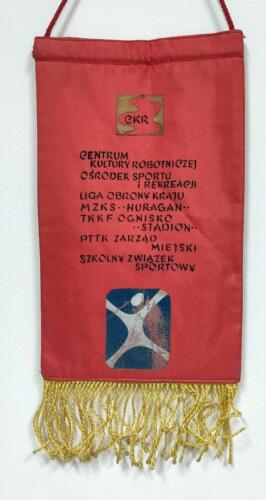 CKR
CENTRUM
KULTURY ROBOTNICZEJ
OŚRODEK SPORTU
I REKREACJI
LIGA OBRONY KRAJU
MZKS "HURAGAN"
TKKF OGNISKO
"STADION"
PTTK ZARZĄD
MIEJSKI
SZKOLNY ZWIĄZEK
SPORTOWY